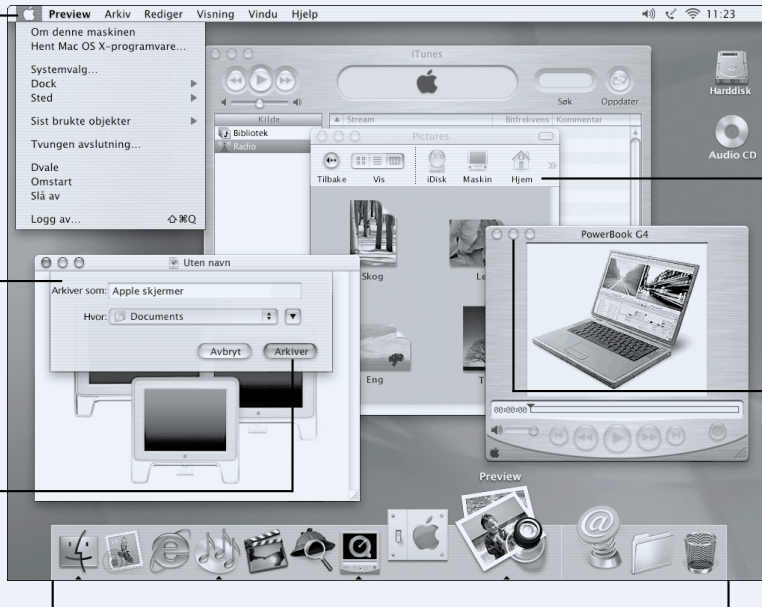 Preview Arkiv Rediger Visning Vindu Hjelp 11:23
Om denne maskinen
Hent Mac OS X-programvare...
Systemvalg...
Dock
Sted
Sist brukte objekter
Tvungen avslutning...
Dvale
Omstart
Slå av
Logg av... ⇧⌘Q
iTunes
Søk Oppdater
Kilde Stream Bitfrekvens Kommentar
Bibliotek
Radio
Pictures
Tilbake Vis iDisk Maskin Hjem
Skog
Eng
Harddisk
Audio CD
PowerBook G4
00:00:00
Uten navn
Arkiver som: Apple skjermer
Hvor: Documents
Avbryt Arkiver
Preview